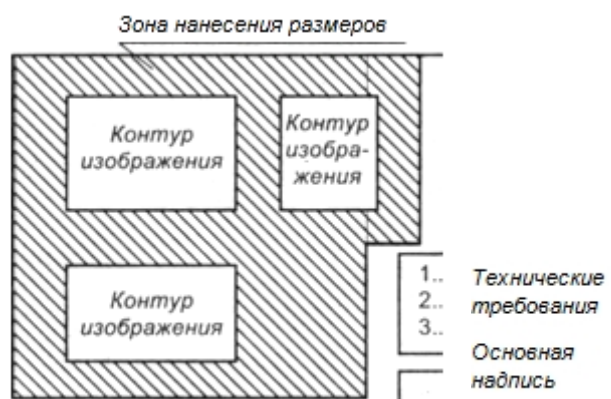 Зона нанесения размеров
Контур
изображения
Контур
изобра-
жения
Контур
изображения
1..
2..
3..
Технические
требования
Основная
надпись